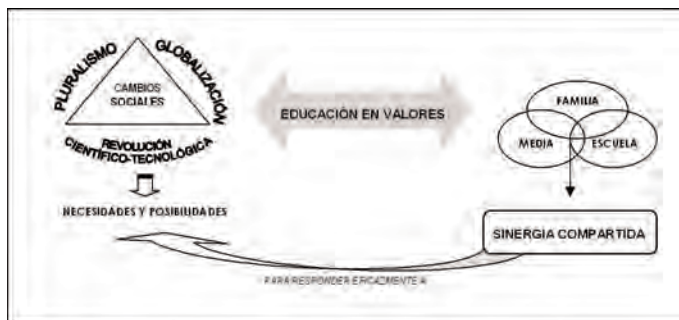 PLURALISMO
GLOBALIZACIÓN
CAMBIOS
SOCIALES
REVOLUCIÓN
CIENTÍFICO-TECNOLÓGICA
NECESIDADES Y POSIBILIDADES
EDUCACIÓN EN VALORES
FAMILIA
MEDIA
ESCUELA
SINERGIA COMPARTIDA
PARA RESPONDER EFICAZMENTE A